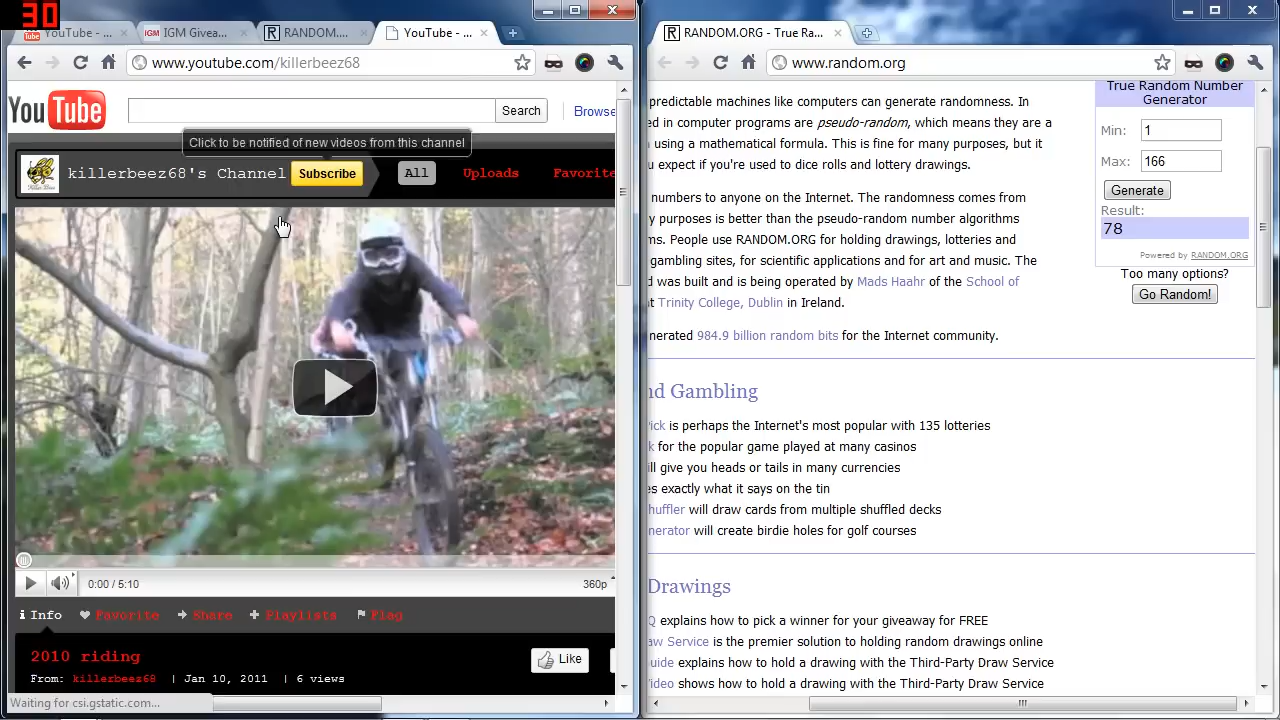 30
YouTube - ...
IGM Giveaw...
RANDOM....
YouTube - ...
www.youtube.com/killerbeez68
You Tube
Search
Browse
Click to be notified of new videos from this channel
killerbeez68's Channel
Subscribe
All
Uploads
Favorite
0:00 / 5:10
360p
Info
Favorite
Share
Playlists
Flag
2010 riding
Like
From: killerbeez68 | Jan 10, 2011 | 6 views
Waiting for csi.gstatic.com...
RANDOM.ORG - True Ra...
www.random.org
predictable machines like computers can generate randomness. In
ed in computer programs are pseudo-random, which means they are a
using a mathematical formula. This is fine for many purposes, but it
u expect if you're used to dice rolls and lottery drawings.
numbers to anyone on the Internet. The randomness comes from
y purposes is better than the pseudo-random number algorithms
ms. People use RANDOM.ORG for holding drawings, lotteries and
gambling sites, for scientific applications and for art and music. The
d was built and is being operated by Mads Haahr of the School of
t Trinity College, Dublin in Ireland.
nerated 984.9 billion random bits for the Internet community.
nd Gambling
Pick is perhaps the Internet's most popular with 135 lotteries
k for the popular game played at many casinos
ill give you heads or tails in many currencies
es exactly what it says on the tin
huffler will draw cards from multiple shuffled decks
nerator will create birdie holes for golf courses
Drawings
Q explains how to pick a winner for your giveaway for FREE
aw Service is the premier solution to holding random drawings online
uide explains how to hold a drawing with the Third-Party Draw Service
ideo shows how to hold a drawing with the Third-Party Draw Service
True Random Number
Generator
Min: 1
Max: 166
Generate
Result:
78
Powered by RANDOM.ORG
Too many options?
Go Random!